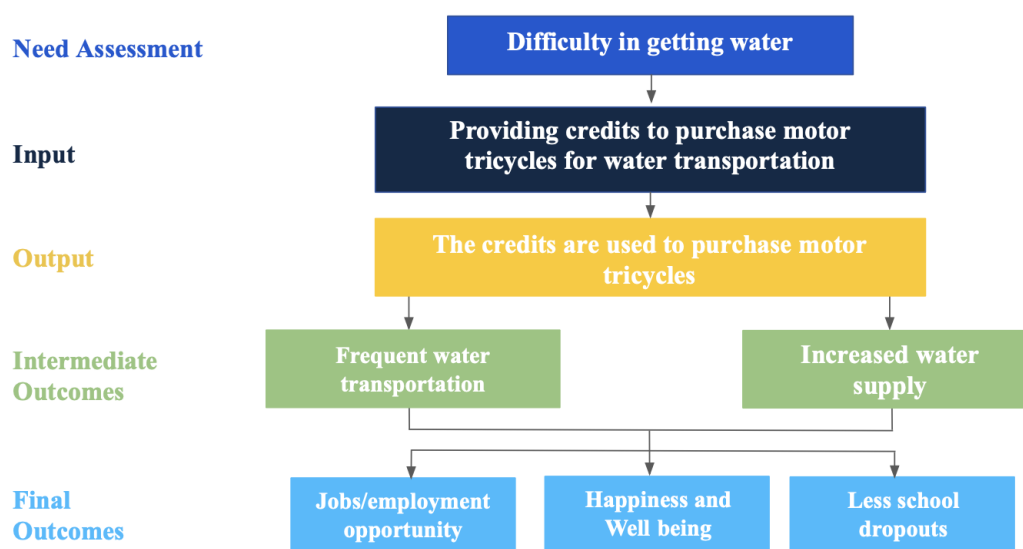 Need Assessment
Difficulty in getting water
Input
Providing credits to purchase motor
tricycles for water transportation
Output
The credits are used to purchase motor
tricycles
Intermediate
Outcomes
Frequent water
transportation
Increased water
supply
Final
Outcomes
Jobs/employment
opportunity
Happiness and
Well being
Less school
dropouts